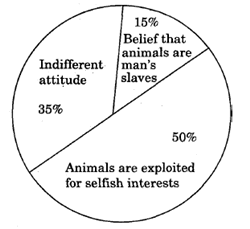 15%
Belief that
animals are
man's
slaves
Indifferent
attitude
35%
50%
Animals are exploited
for selfish interests